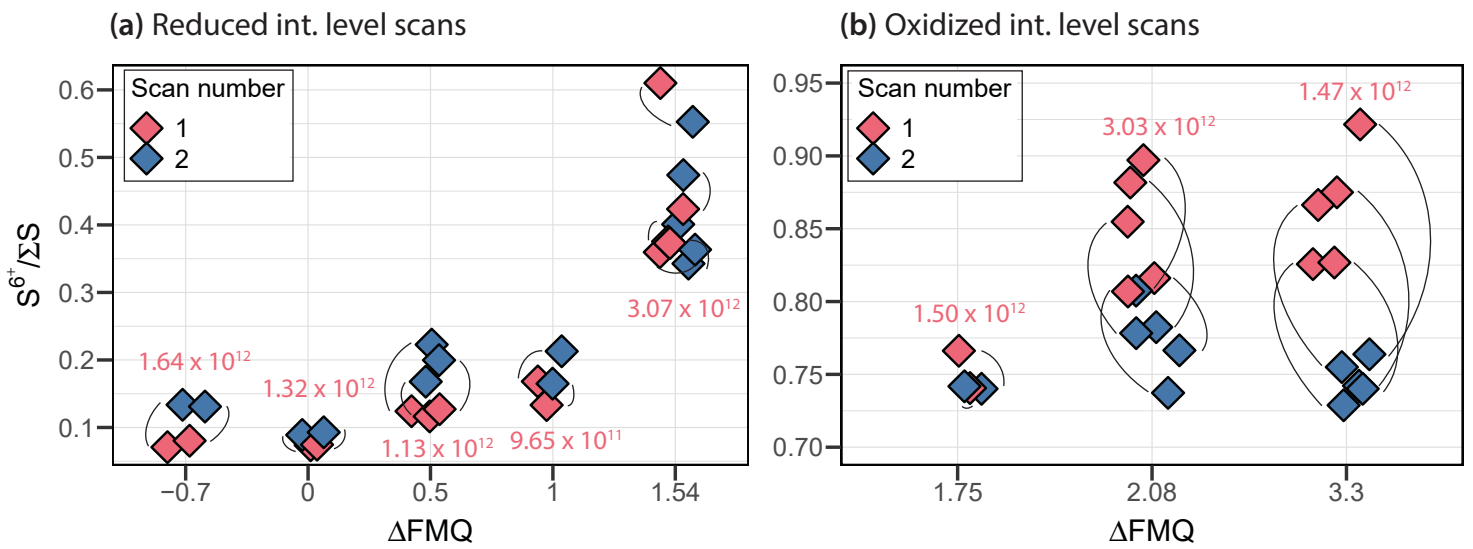 (a) Reduced int. level scans
Scan number
1
2
0.6
0.5
0.4
0.3
0.2
0.1
S⁶⁺/ΣS
1.64 x 10¹²
1.32 x 10¹²
1.13 x 10¹²
9.65 x 10¹¹
3.07 x 10¹²
−0.7
0
0.5
1
1.54
ΔFMQ
(b) Oxidized int. level scans
Scan number
1
2
0.95
0.90
0.85
0.80
0.75
0.70
1.50 x 10¹²
3.03 x 10¹²
1.47 x 10¹²
1.75
2.08
3.3
ΔFMQ